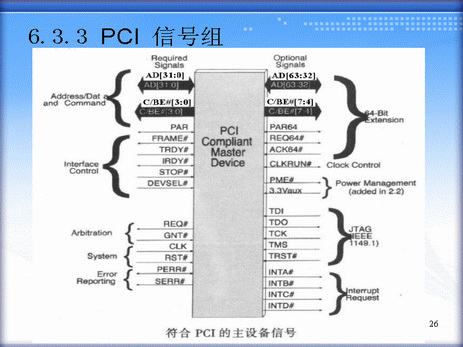 6.3.3 PCI 信号组
Required
Signals
Optional
Signals
AD[31:0]
AD[31:0]
AD[63:32]
AD[63:32]
Address/Data
and Command
C/BE#[3:0]
C/BE#[3:0]
C/BE#[7:4]
C/BE#[7:4]
64-Bit
Extension
PCI
Compliant
Master
Device
PAR
FRAME#
TRDY#
IRDY#
STOP#
DEVSEL#
Interface
Control
PAR64
REQ64#
ACK64#
CLKRUN#
Clock Control
PME#
3.3Vaux
Power Management
(added in 2.2)
REQ#
GNT#
Arbitration
CLK
RST#
System
PERR#
SERR#
Error
Reporting
TDI
TDO
TCK
TMS
TRST#
JTAG
(IEEE
1149.1)
INTA#
INTB#
INTC#
INTD#
Interrupt
Request
符合 PCI 的主设备信号
26